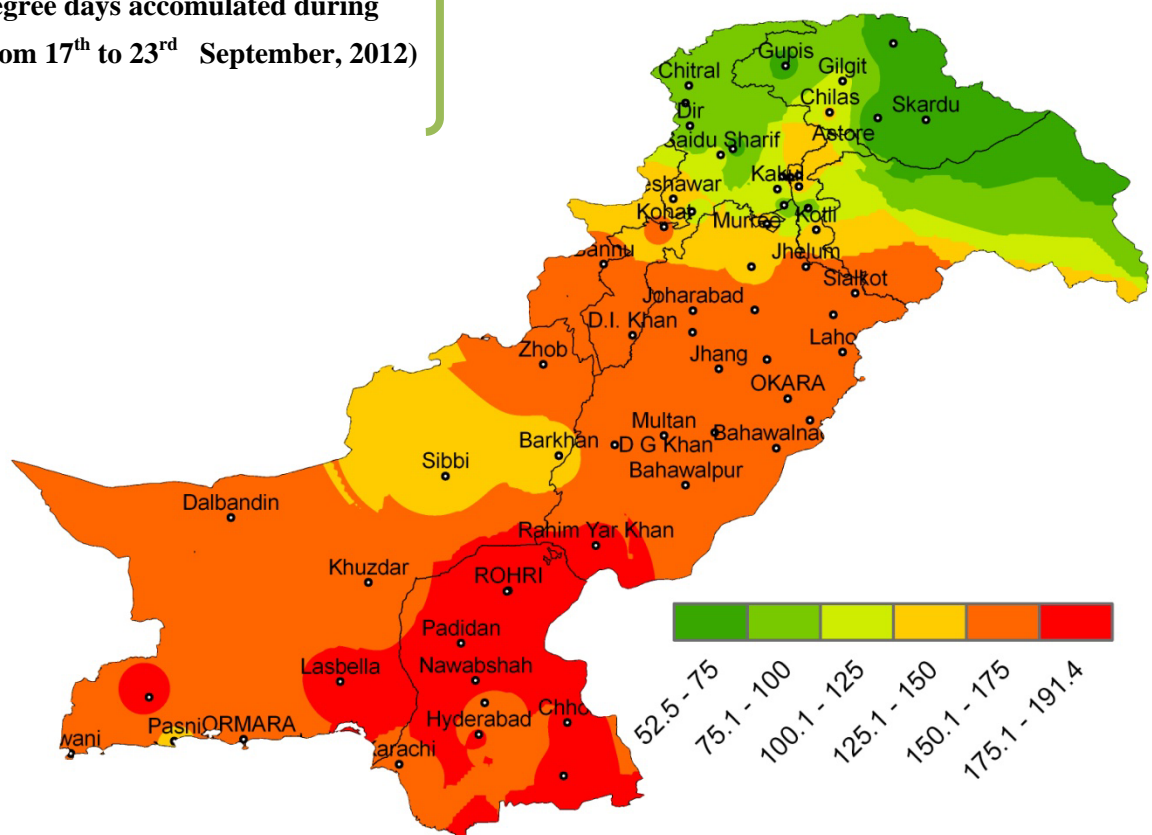 egree days accomulated during
om 17th to 23rd September, 2012)
Gupis
Chitral
Gilgit
Chilas
Skardu
Dir
Astore
aidu Sharif
Kakul
eshawar
Kohat
Murree
Kotli
annu
Jhelum
Sialkot
Joharabad
D.I. Khan
Laho
Zhob
Jhang
OKARA
Multan
Barkhan
D G Khan
Bahawalna
Sibbi
Bahawalpur
Dalbandin
Rahim Yar Khan
Khuzdar
ROHRI
Padidan
Lasbella
Nawabshah
Hyderabad
Chho
Pasni
ORMARA
wani
arachi
52.5 - 75
75.1 - 100
100.1 - 125
125.1 - 150
150.1 - 175
175.1 - 191.4